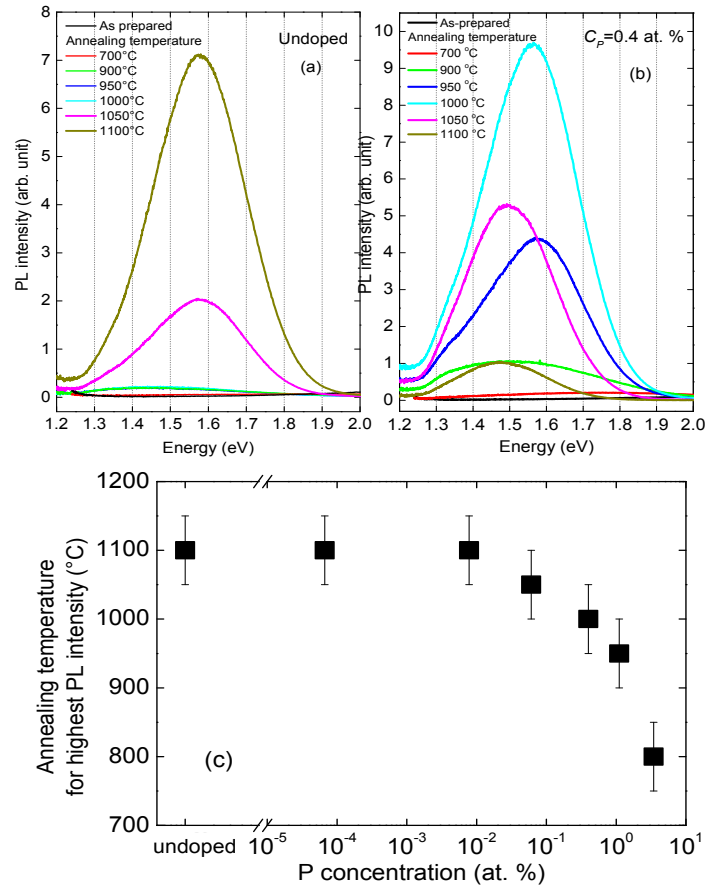 As prepared
Annealing temperature
700°C
900°C
950°C
1000°C
1050°C
1100°C
Undoped
(a)
8
7
6
5
4
3
2
1
0
PL intensity (arb. unit)
1.2 1.3 1.4 1.5 1.6 1.7 1.8 1.9 2.0
Energy (eV)
As-prepared
Annealing temperature
700 °C
900 °C
950 °C
1000 °C
1050 °C
1100 °C
C_P=0.4 at. %
(b)
10
9
8
7
6
5
4
3
2
1
0
PL intensity (arb. unit)
1.2 1.3 1.4 1.5 1.6 1.7 1.8 1.9 2.0
Energy (eV)
1200
1100
1000
900
800
700
Annealing temperature
for highest PL intensity (°C)
(c)
undoped 10⁻⁵ 10⁻⁴ 10⁻³ 10⁻² 10⁻¹ 10⁰ 10¹
P concentration (at. %)